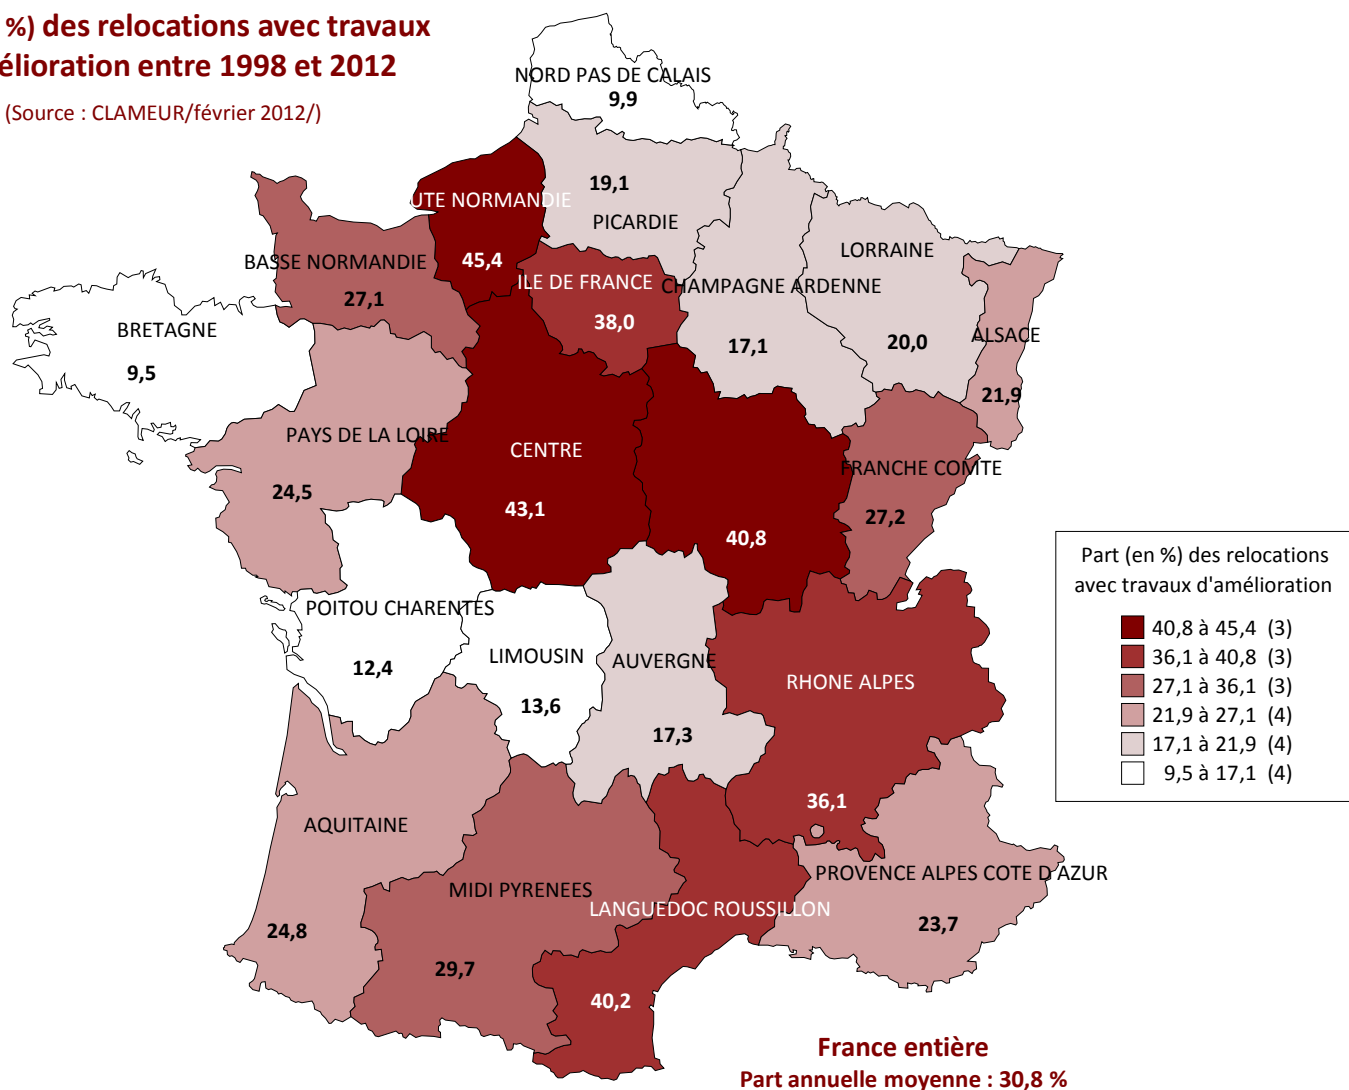 %) des relocations avec travaux
élioration entre 1998 et 2012
(Source : CLAMEUR/février 2012/)
NORD PAS DE CALAIS
9,9
19,1
PICARDIE
UTE NORMANDIE
45,4
BASSE NORMANDIE
27,1
ILE DE FRANCE
38,0
CHAMPAGNE ARDENNE
17,1
LORRAINE
20,0
ALSACE
21,9
BRETAGNE
9,5
PAYS DE LA LOIRE
24,5
CENTRE
43,1
40,8
FRANCHE COMTE
27,2
POITOU CHARENTES
12,4
LIMOUSIN
13,6
AUVERGNE
17,3
RHONE ALPES
36,1
AQUITAINE
24,8
MIDI PYRENEES
29,7
LANGUEDOC ROUSSILLON
40,2
PROVENCE ALPES COTE D AZUR
23,7
Part (en %) des relocations
avec travaux d'amélioration
40,8 à 45,4 (3)
36,1 à 40,8 (3)
27,1 à 36,1 (3)
21,9 à 27,1 (4)
17,1 à 21,9 (4)
9,5 à 17,1 (4)
France entière
Part annuelle moyenne : 30,8 %